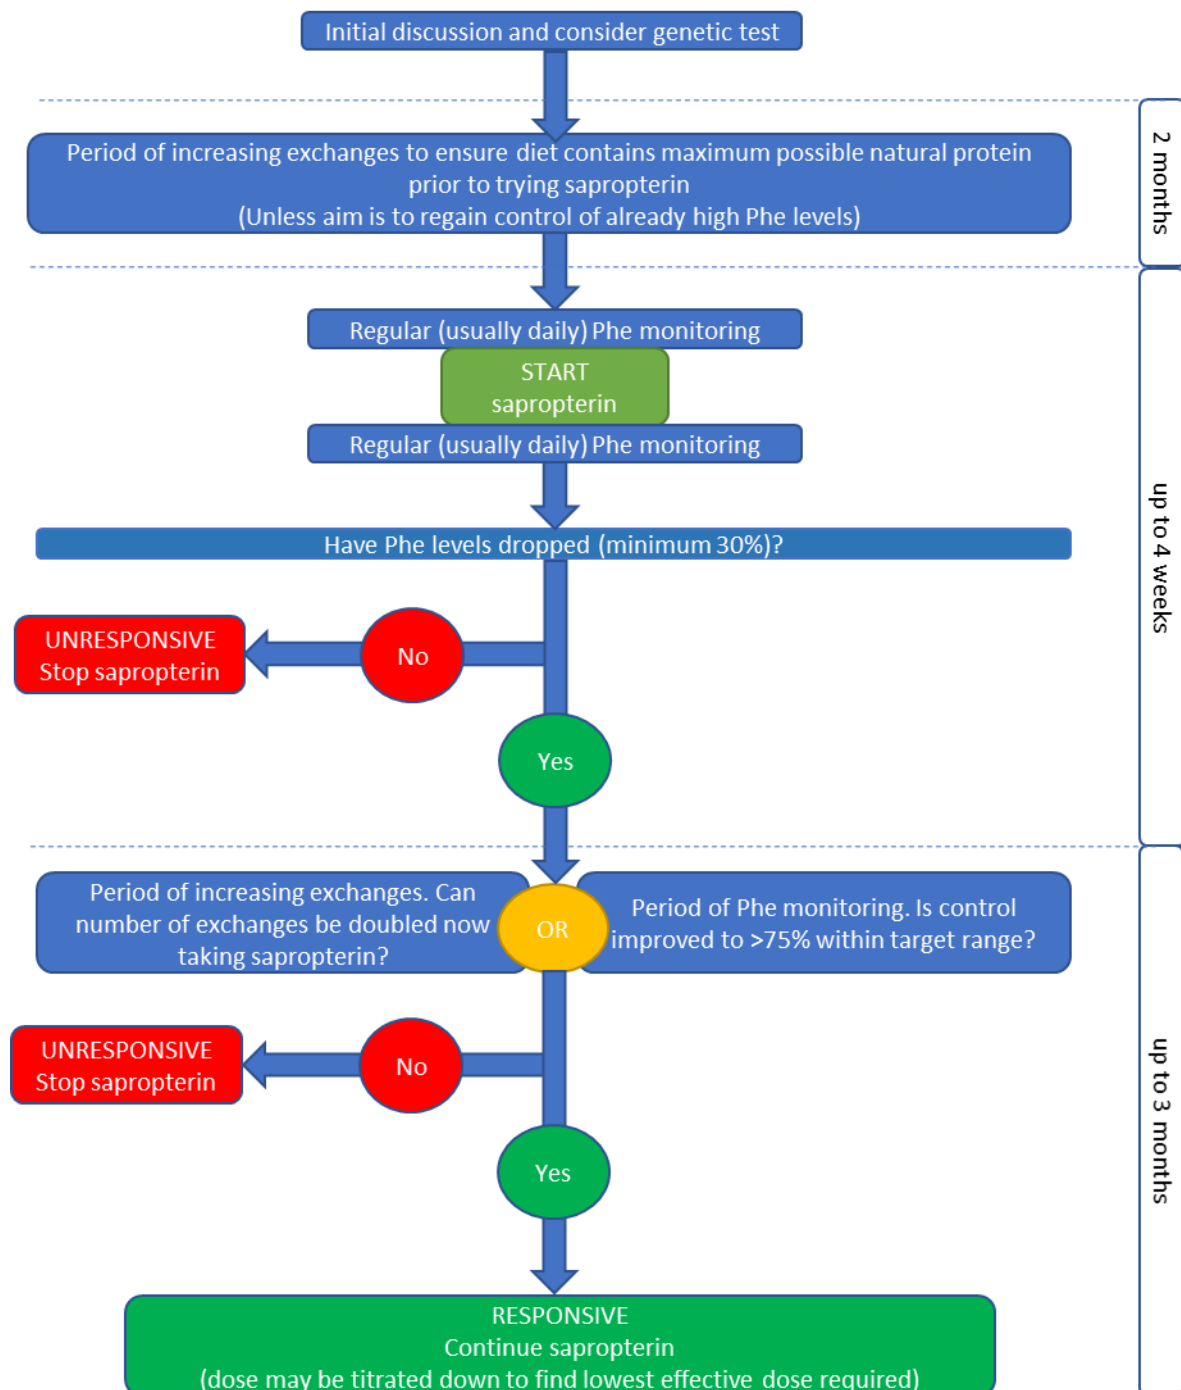 Initial discussion and consider genetic test
2 months
Period of increasing exchanges to ensure diet contains maximum possible natural protein
prior to trying sapropterin
(Unless aim is to regain control of already high Phe levels)
up to 4 weeks
Regular (usually daily) Phe monitoring
START
sapropterin
Regular (usually daily) Phe monitoring
Have Phe levels dropped (minimum 30%)?
UNRESPONSIVE
Stop sapropterin
No
Yes
up to 3 months
Period of increasing exchanges. Can
number of exchanges be doubled now
taking sapropterin?
OR
Period of Phe monitoring. Is control
improved to >75% within target range?
UNRESPONSIVE
Stop sapropterin
No
Yes
RESPONSIVE
Continue sapropterin
(dose may be titrated down to find lowest effective dose required)